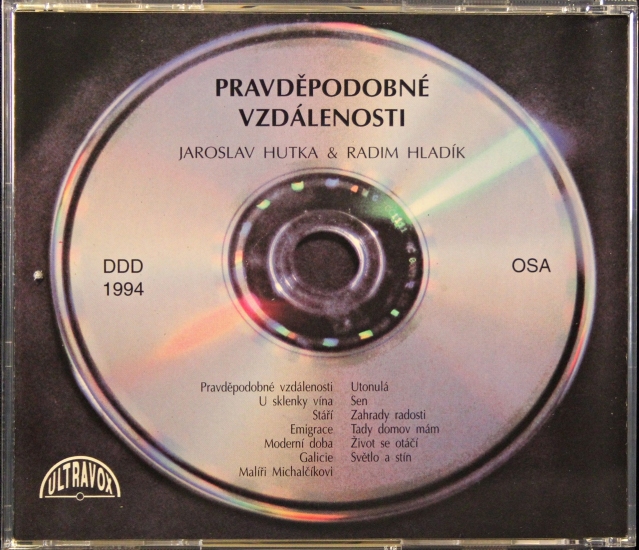 PRAVDĚPODOBNÉ
VZDÁLENOSTI
JAROSLAV HUTKA & RADIM HLADÍK
DDD
1994
OSA
Pravděpodobné vzdálenosti
U sklenky vína
Stáří
Emigrace
Moderní doba
Galicie
Malíři Michalčíkovi
Utonulá
Sen
Zahrady radosti
Tady domov mám
Život se otáčí
Světlo a stín
ULTRAVOX